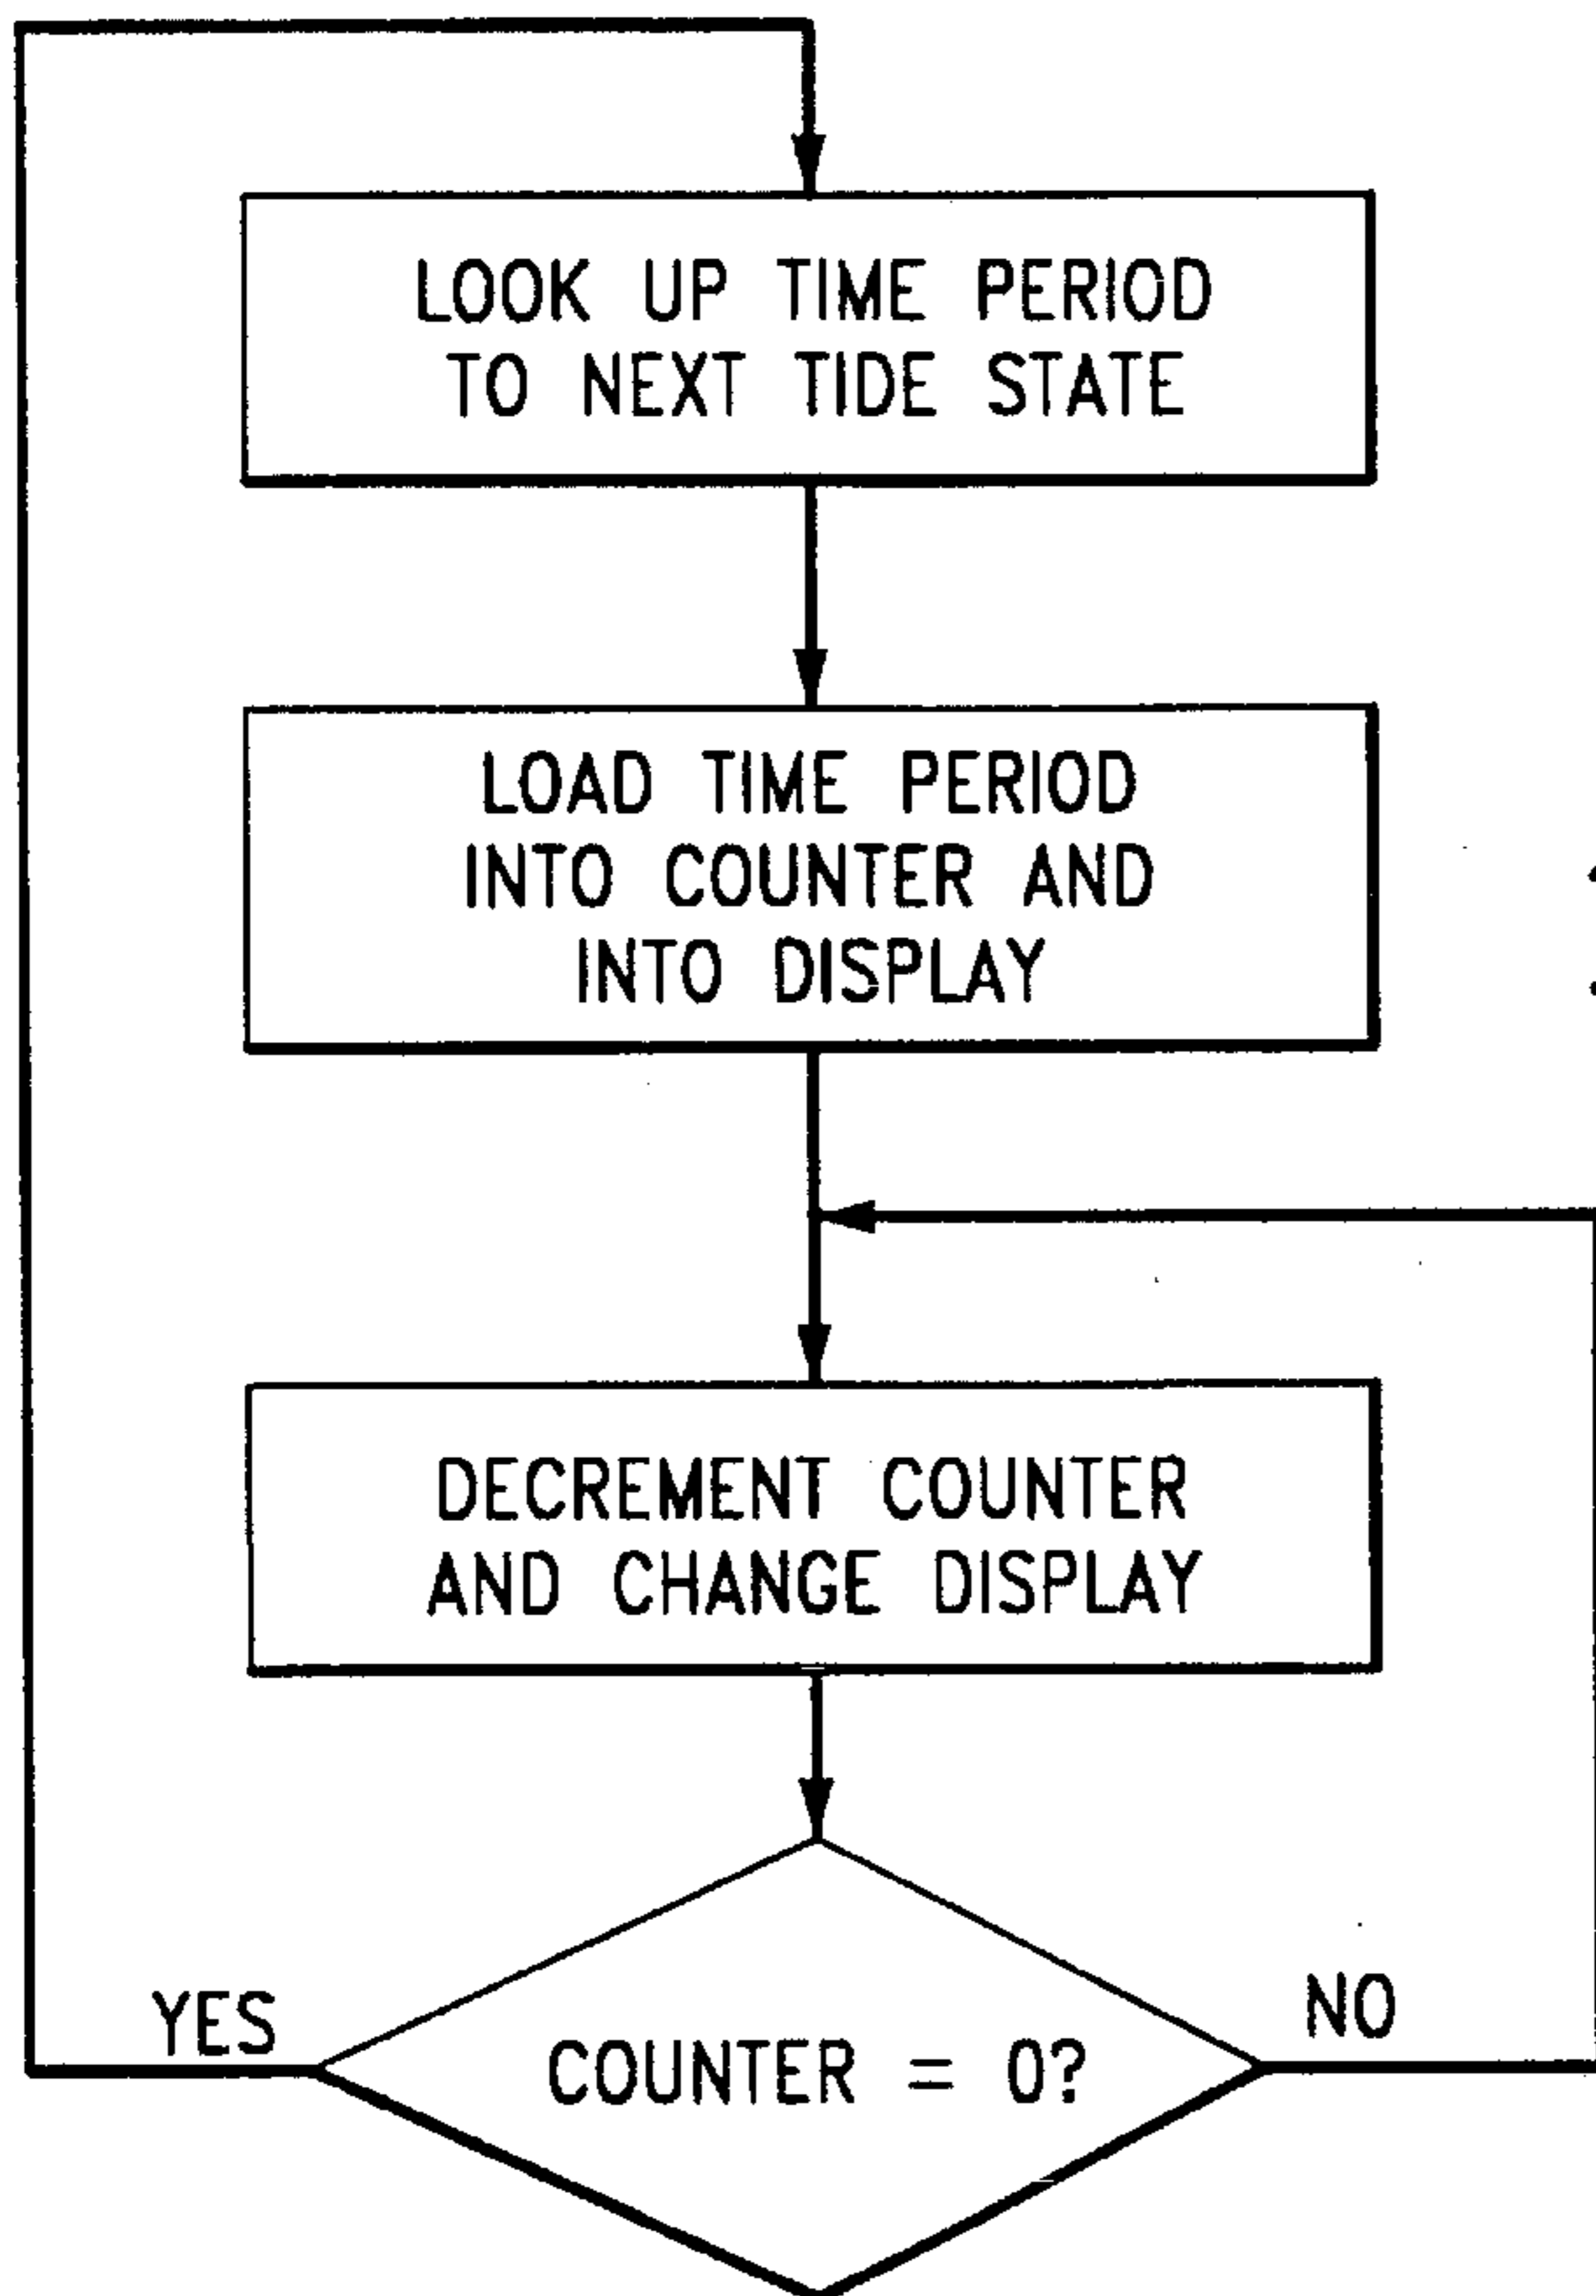 LOOK UP TIME PERIOD
TO NEXT TIDE STATE
LOAD TIME PERIOD
INTO COUNTER AND
INTO DISPLAY
DECREMENT COUNTER
AND CHANGE DISPLAY
YES
NO
COUNTER = 0?